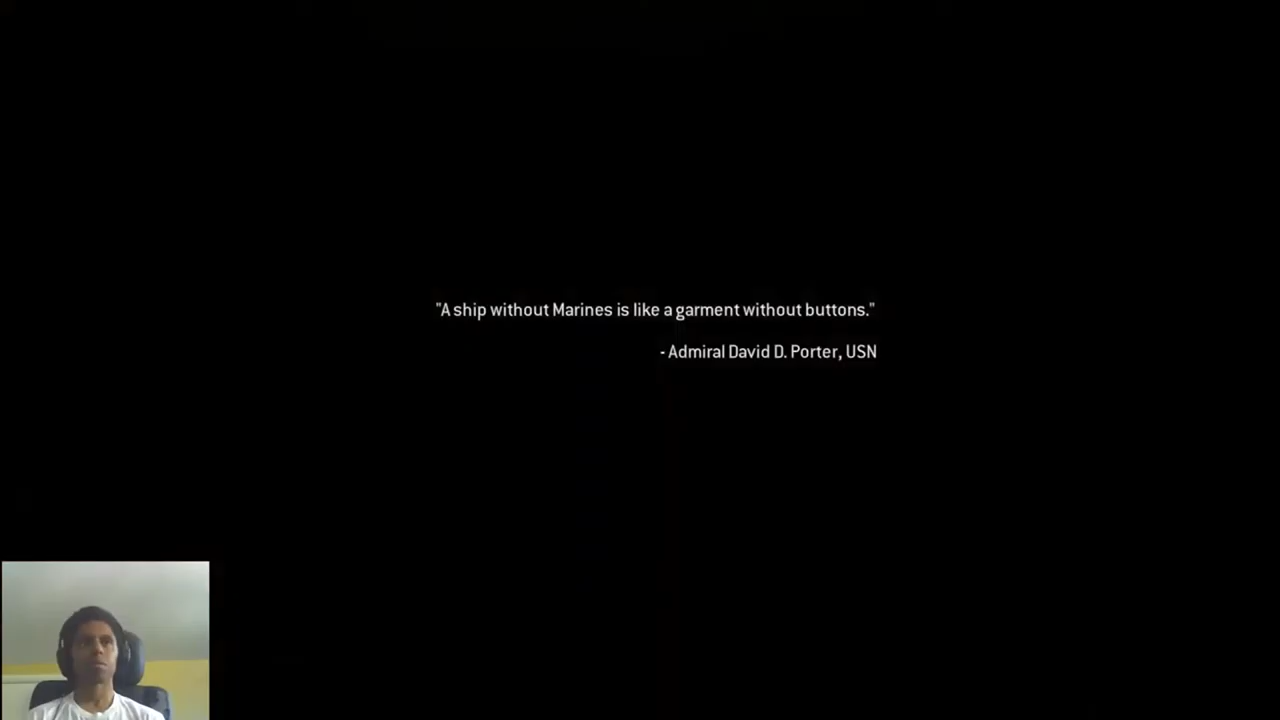 "A ship without Marines is like a garment without buttons."
- Admiral David D. Porter, USN